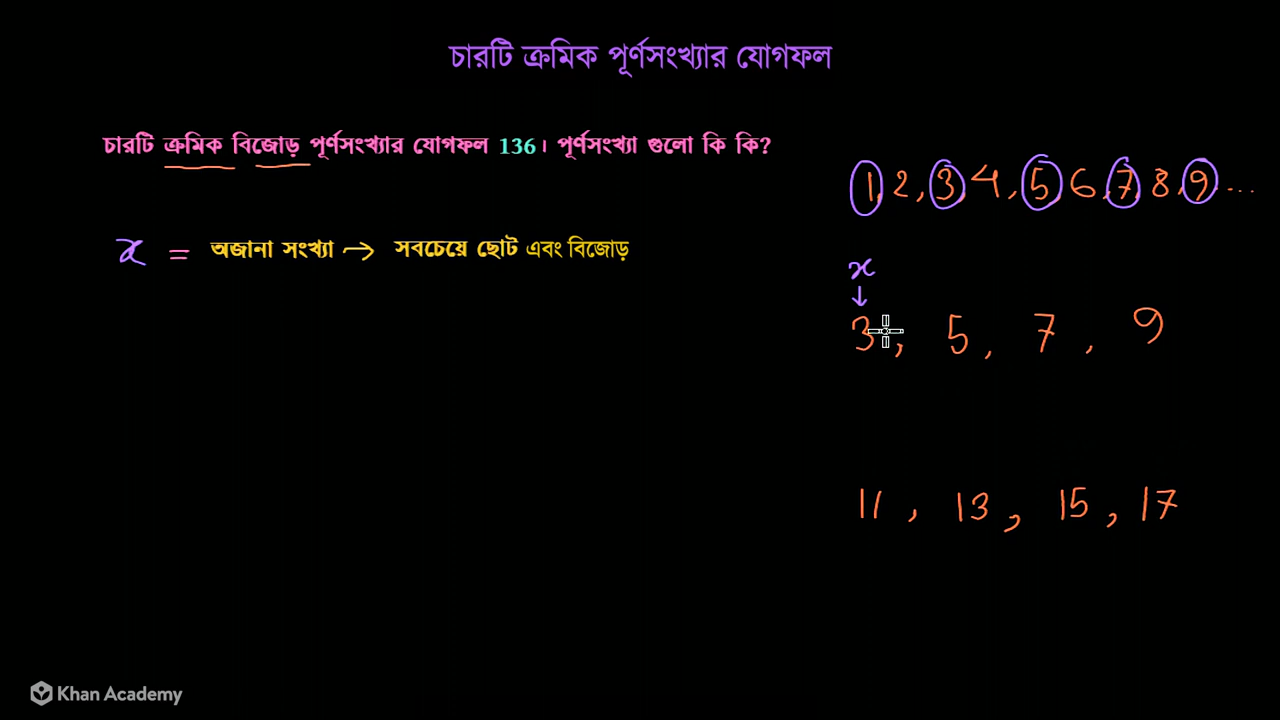 চারটি ক্রমিক পূর্ণসংখ্যার যোগফল
চারটি ক্রমিক বিজোড় পূর্ণসংখ্যার যোগফল 136। পূর্ণসংখ্যা গুলো কি কি?
1, 2, 3, 4, 5, 6, 7, 8, 9, ...
x = অজানা সংখ্যা → সবচেয়ে ছোট এবং বিজোড়
x
↓
3, 5, 7, 9
11, 13, 15, 17
Khan Academy